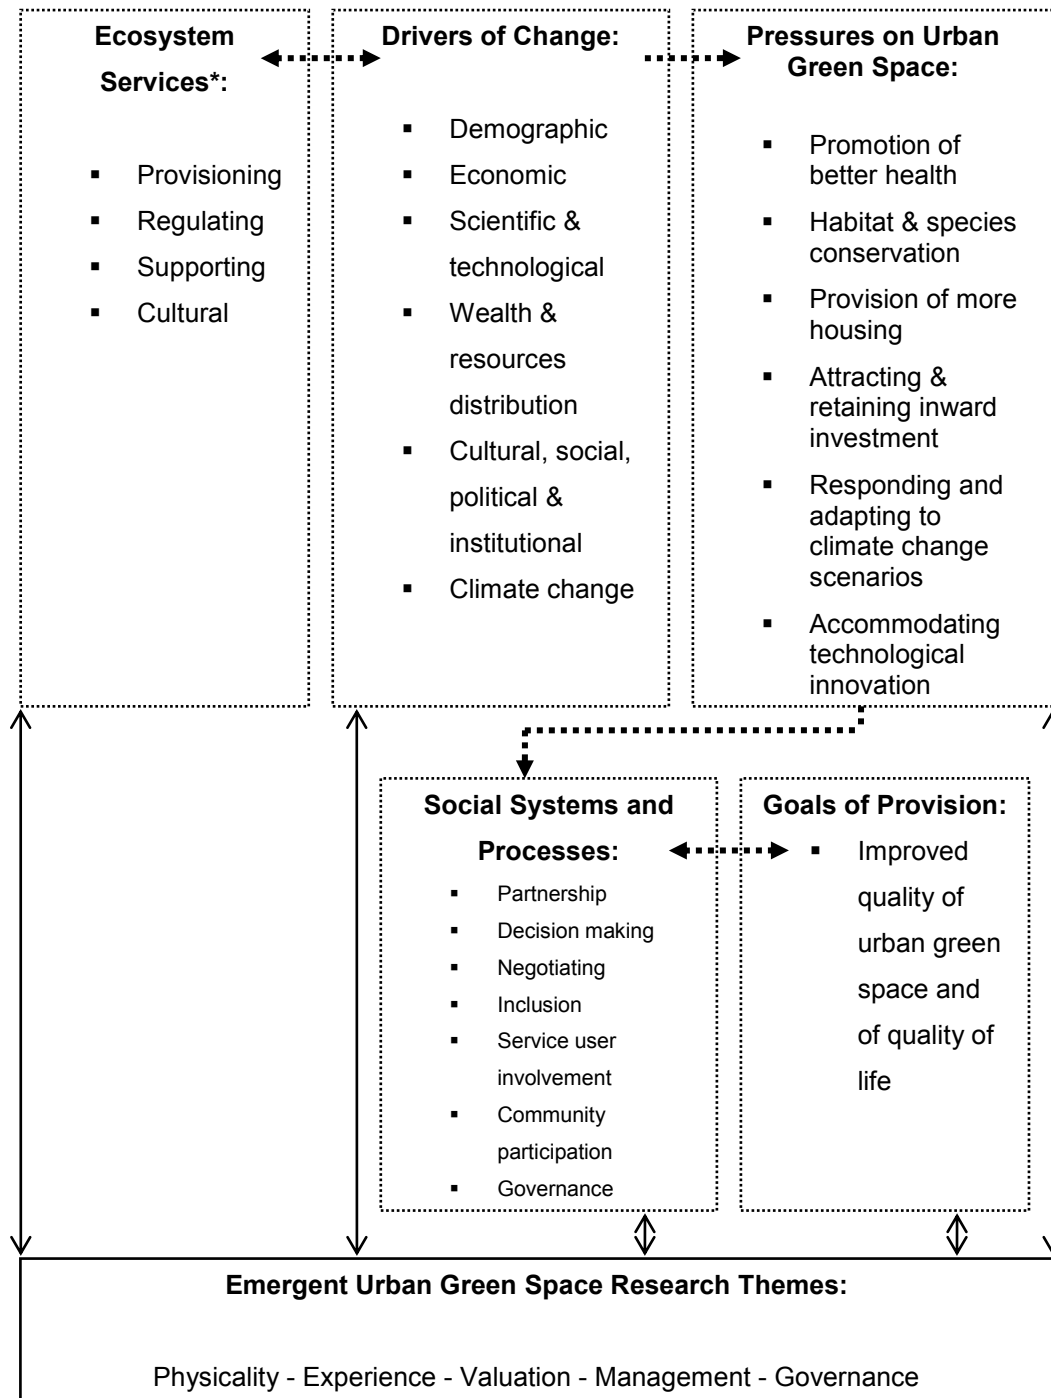 Ecosystem
Services*:
▪ Provisioning
▪ Regulating
▪ Supporting
▪ Cultural
Drivers of Change:
▪ Demographic
▪ Economic
▪ Scientific &
technological
▪ Wealth &
resources
distribution
▪ Cultural, social,
political &
institutional
▪ Climate change
Pressures on Urban
Green Space:
▪ Promotion of
better health
▪ Habitat & species
conservation
▪ Provision of more
housing
▪ Attracting &
retaining inward
investment
▪ Responding and
adapting to
climate change
scenarios
▪ Accommodating
technological
innovation
Social Systems and
Processes:
▪ Partnership
▪ Decision making
▪ Negotiating
▪ Inclusion
▪ Service user
involvement
▪ Community
participation
▪ Governance
Goals of Provision:
▪ Improved
quality of
urban green
space and
of quality of
life
Emergent Urban Green Space Research Themes:
Physicality - Experience - Valuation - Management - Governance